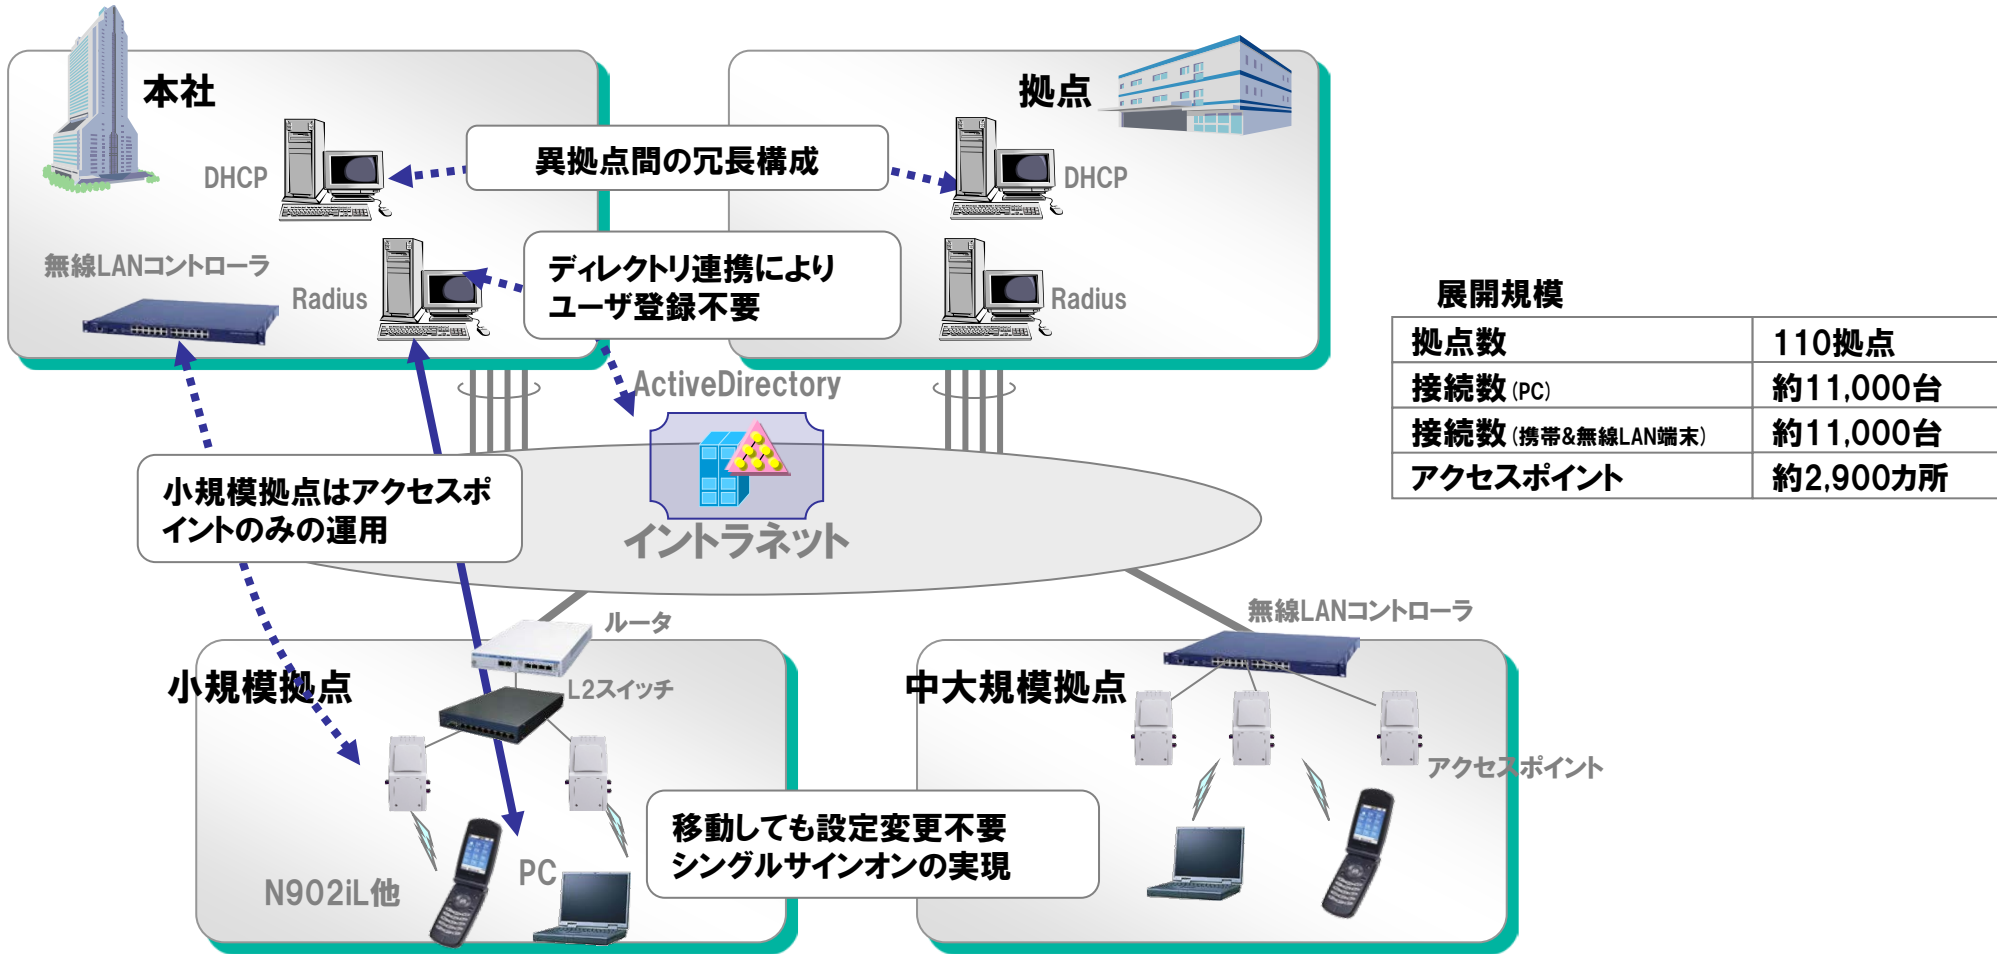 本社
拠点
DHCP
異拠点間の冗長構成
DHCP
無線LANコントローラ
Radius
ディレクトリ連携により
ユーザ登録不要
Radius
展開規模
拠点数 110拠点
接続数(PC) 約11,000台
接続数(携帯&無線LAN端末) 約11,000台
アクセスポイント 約2,900カ所
ActiveDirectory
小規模拠点はアクセスポ
イントのみの運用
イントラネット
ルータ
無線LANコントローラ
小規模拠点
L2スイッチ
中大規模拠点
アクセスポイント
移動しても設定変更不要
シングルサインオンの実現
N902iL他
PC